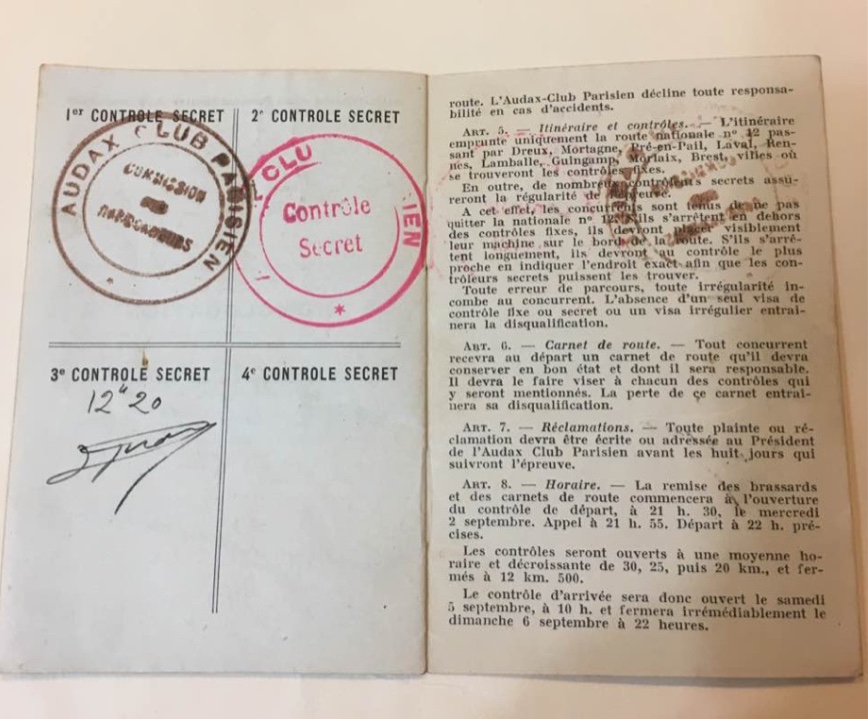 1er CONTROLE SECRET
AUDAX CLUB PARISIEN
COMMISSION
DES
RAPPORTEURS
2e CONTROLE SECRET
CLU
IEN
Contrôle
Secret
3e CONTROLE SECRET
12h 20
4e CONTROLE SECRET
route. L'Audax-Club Parisien décline toute responsa-
bilité en cas d'accidents.
ART. 5. — Itinéraire et contrôles. — L'itinéraire
emprunte uniquement la route nationale n° 12 pas-
sant par Dreux, Mortagne, Pré-en-Pail, Laval, Ren-
nes, Lamballe, Guingamp, Morlaix, Brest, villes où
se trouveront les contrôles fixes.
En outre, de nombreux contrôleurs secrets assu-
reront la régularité de l'épreuve.
A cet effet, les concurrents sont tenus de ne pas
quitter la nationale n° 12. S'ils s'arrêtent en dehors
des contrôles fixes, ils devront placer visiblement
leur machine sur le bord de la route. S'ils s'arrê-
tent longuement, ils devront au contrôle le plus
proche en indiquer l'endroit exact afin que les con-
trôleurs secrets puissent les trouver.
Toute erreur de parcours, toute irrégularité in-
combe au concurrent. L'absence d'un seul visa de
contrôle fixe ou secret ou un visa irrégulier entraî-
nera la disqualification.
ART. 6. — Carnet de route. — Tout concurrent
recevra au départ un carnet de route qu'il devra
conserver en bon état et dont il sera responsable.
Il devra le faire viser à chacun des contrôles qui
y seront mentionnés. La perte de ce carnet entraî-
nera sa disqualification.
ART. 7. — Réclamations. — Toute plainte ou ré-
clamation devra être écrite ou adressée au Président
de l'Audax Club Parisien avant les huit jours qui
suivront l'épreuve.
ART. 8. — Horaire. — La remise des brassards
et des carnets de route commencera à l'ouverture
du contrôle de départ, à 21 h. 30, le mercredi
2 septembre. Appel à 21 h. 55. Départ à 22 h. pré-
cises.
Les contrôles seront ouverts à une moyenne ho-
raire et décroissante de 30, 25, puis 20 km., et fer-
més à 12 km. 500.
Le contrôle d'arrivée sera donc ouvert le samedi
5 septembre, à 10 h. et fermera irrémédiablement le
dimanche 6 septembre à 22 heures.